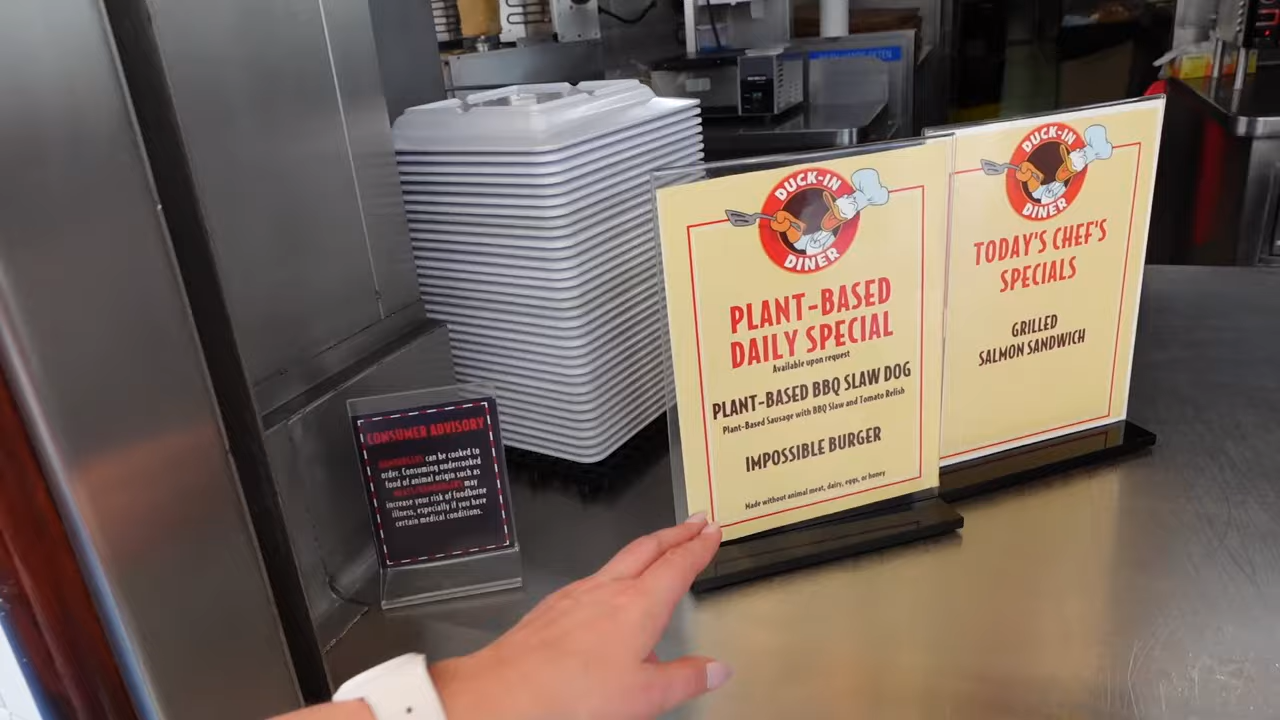 CONSUMER ADVISORY
HAMBURGERS can be cooked to
order. Consuming undercooked
food of animal origin such as
MEATS/HAMBURGERS may
increase your risk of foodborne
illness, especially if you have
certain medical conditions.
DUCK-IN
DINER
PLANT-BASED
DAILY SPECIAL
Available upon request
PLANT-BASED BBQ SLAW DOG
Plant-Based Sausage with BBQ Slaw and Tomato Relish
IMPOSSIBLE BURGER
Made without animal meat, dairy, eggs, or honey
DUCK-IN
DINER
TODAY'S CHEF'S
SPECIALS
GRILLED
SALMON SANDWICH